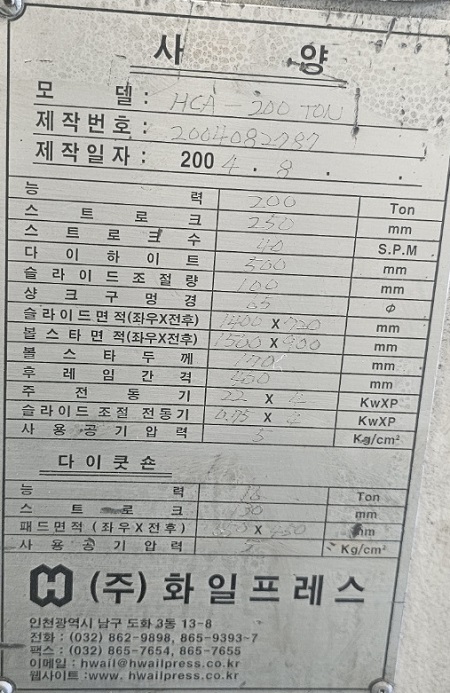 사 양
모 델 : HCA - 200 TON
제작번호 : 2004082787
제작일자 : 2004 . 8 . .
능 력 200 Ton
스 트 로 크 250 mm
스 트 로 크 수 40 S.P.M
다 이 하 이 트 500 mm
슬 라 이 드 조 절 량 100 mm
샹 크 구 멍 경 65 ø
슬라이드면적(좌우X전후) 1400 X mm
볼스타면적(좌우X전후) 1500 X mm
볼 스 타 두 께 mm
후 레 임 간 격 mm
주 전 동 기 22 X 4 KwXP
슬라이드 조절 전동기 0.75 X 4 KwXP
사 용 공 기 압 력 5 Kg/cm²
다 이 쿳 숀
능 력 Ton
스 트 로 크 mm
패드면적 (좌우X전후) X mm
사 용 공 기 압 력 Kg/cm²
(주) 화일프레스
인천광역시 남구 도화 3동 13-8
전화 : (032) 862-9898, 865-9393~7
팩스 : (032) 865-7654, 865-7655
이메일 : hwail@hwailpress.co.kr
웹사이트 :www. hwailpress.co.kr